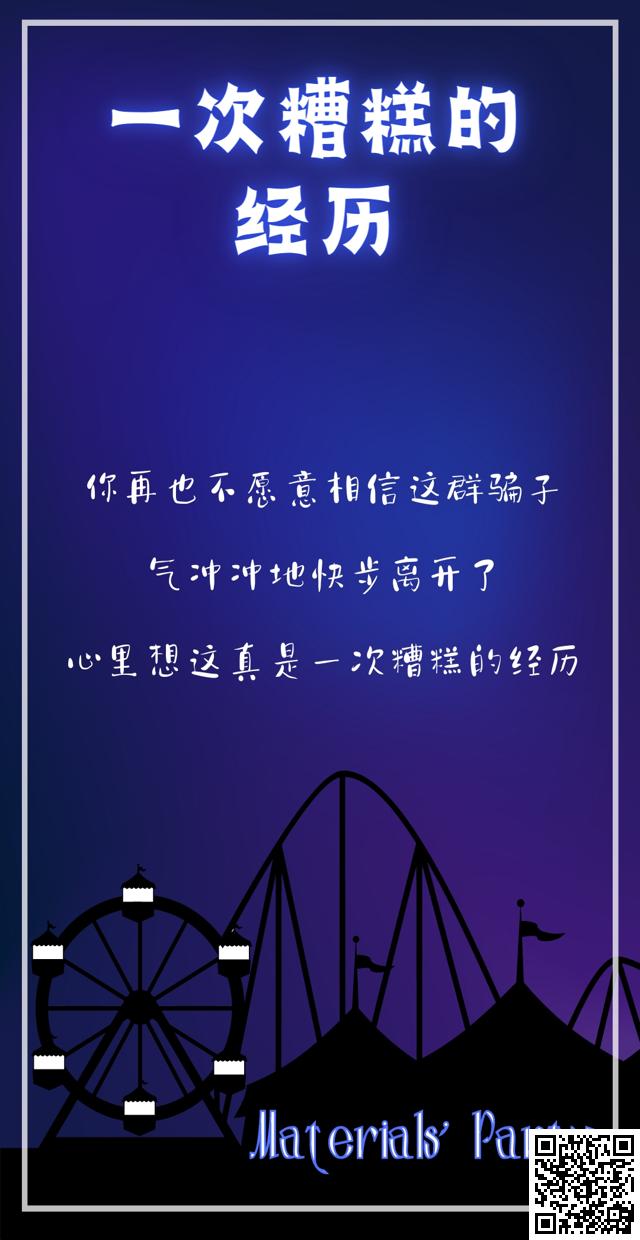 一次糟糕的
经历
你再也不愿意相信这群骗子
气冲冲地快步离开了
心里想这真是一次糟糕的经历
Materials'